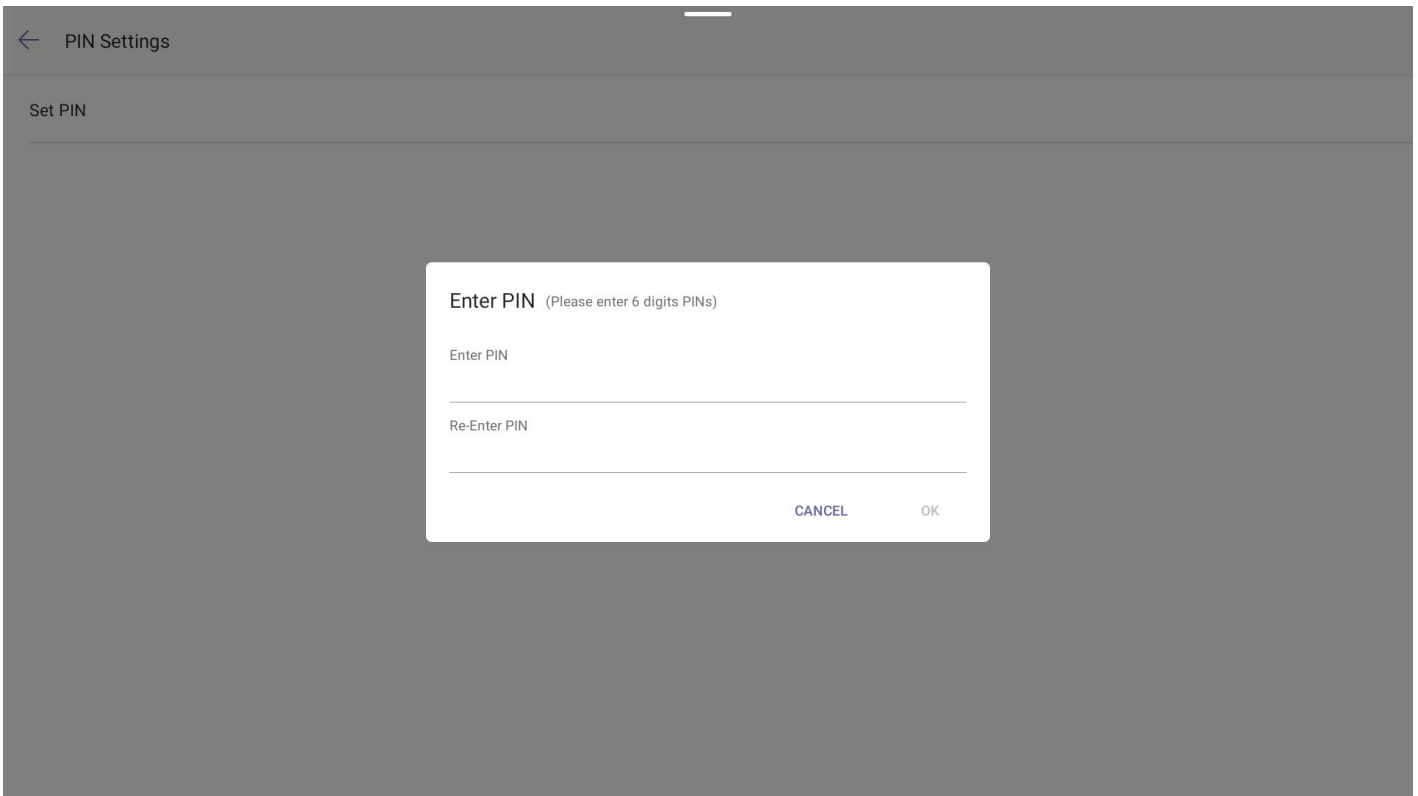 PIN Settings
Set PIN
Enter PIN (Please enter 6 digits PINs)
Enter PIN
Re-Enter PIN
CANCEL OK